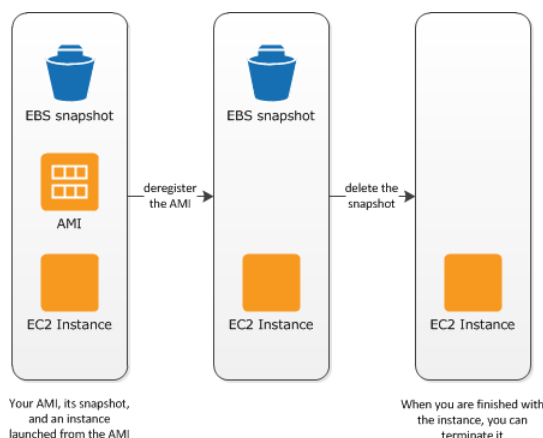 EBS snapshot
AMI
EC2 Instance
Your AMI, its snapshot,
and an instance
launched from the AMI
deregister
the AMI
EBS snapshot
EC2 Instance
delete the
snapshot
EC2 Instance
When you are finished with
the instance, you can
terminate it